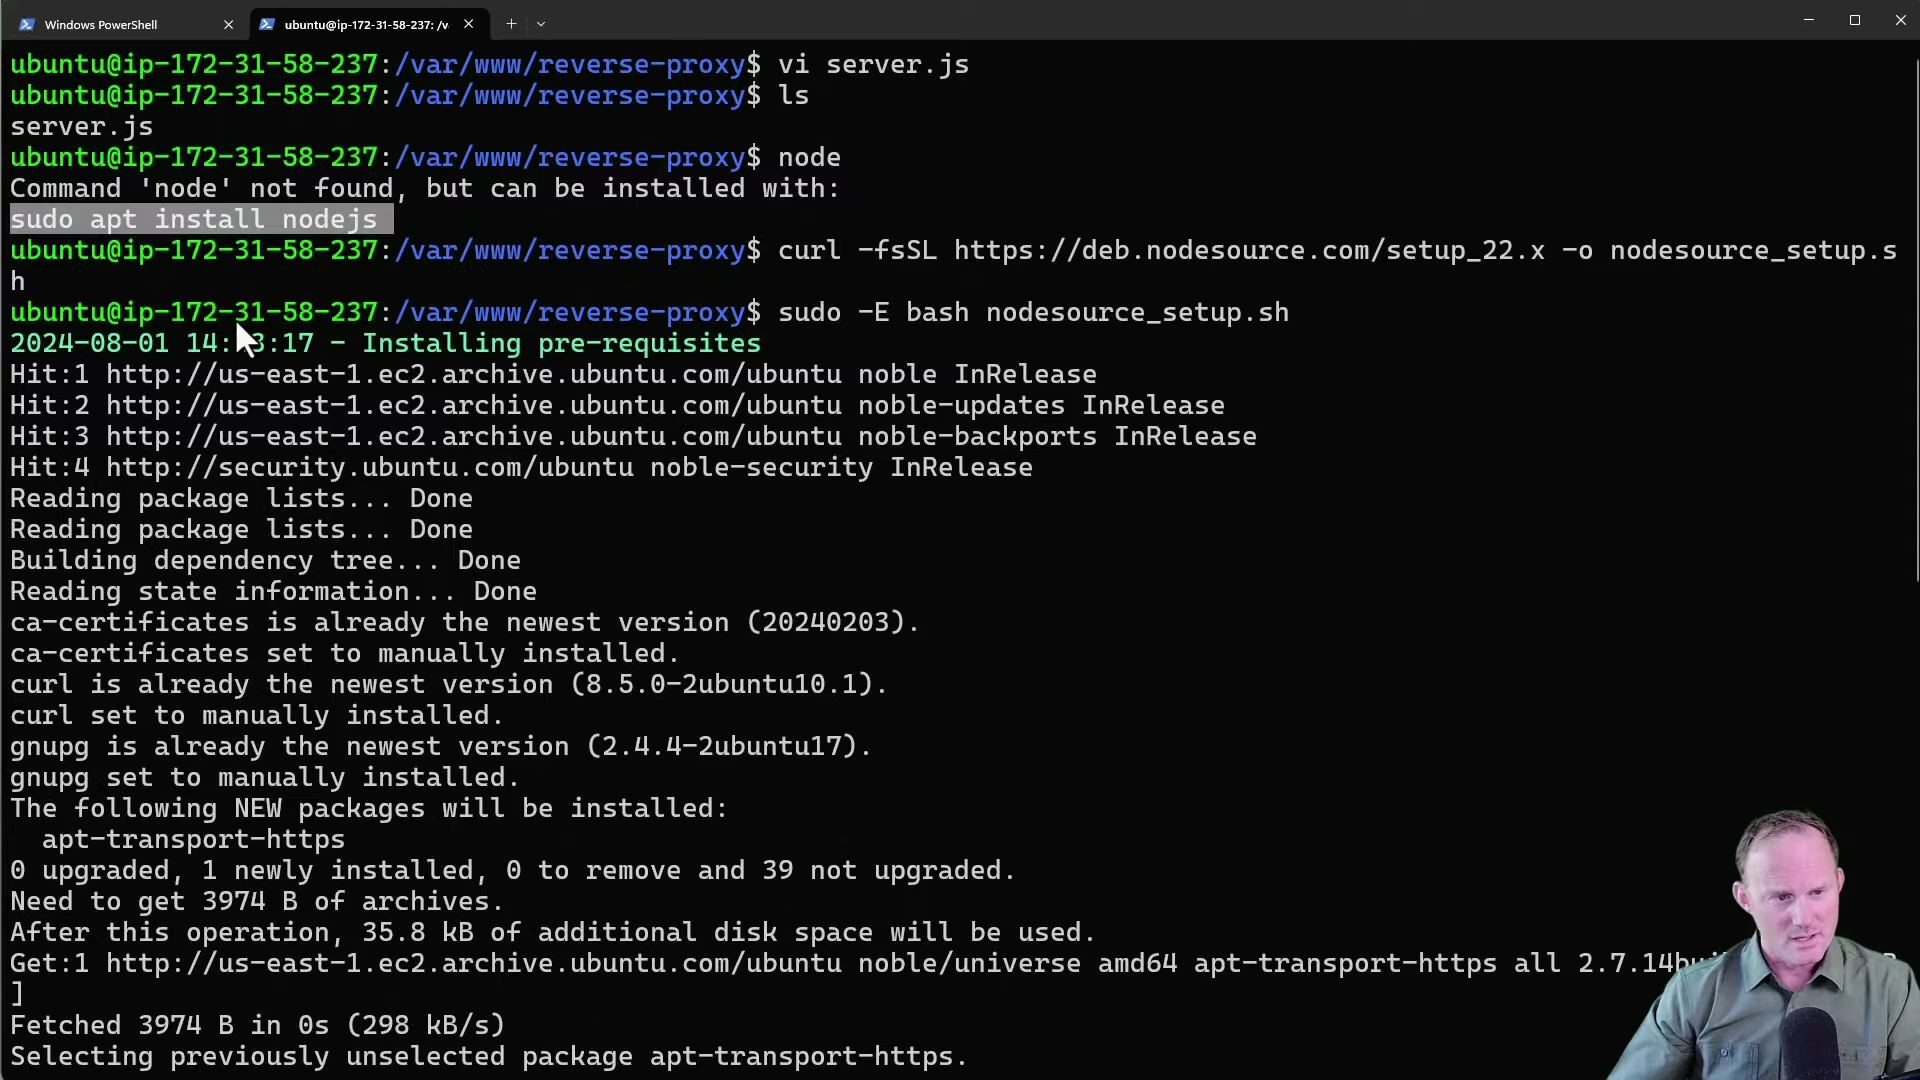 Windows PowerShell
ubuntu@ip-172-31-58-237: /v
ubuntu@ip-172-31-58-237:/var/www/reverse-proxy$ vi server.js
ubuntu@ip-172-31-58-237:/var/www/reverse-proxy$ ls
server.js
ubuntu@ip-172-31-58-237:/var/www/reverse-proxy$ node
Command 'node' not found, but can be installed with:
sudo apt install nodejs
ubuntu@ip-172-31-58-237:/var/www/reverse-proxy$ curl -fsSL https://deb.nodesource.com/setup_22.x -o nodesource_setup.s
h
ubuntu@ip-172-31-58-237:/var/www/reverse-proxy$ sudo -E bash nodesource_setup.sh
2024-08-01 - Installing pre-requisites
Hit:1 http://us-east-1.ec2.archive.ubuntu.com/ubuntu noble InRelease
Hit:2 http://us-east-1.ec2.archive.ubuntu.com/ubuntu noble-updates InRelease
Hit:3 http://us-east-1.ec2.archive.ubuntu.com/ubuntu noble-backports InRelease
Hit:4 http://security.ubuntu.com/ubuntu noble-security InRelease
Reading package lists... Done
Reading package lists... Done
Building dependency tree... Done
Reading state information... Done
ca-certificates is already the newest version (20240203).
ca-certificates set to manually installed.
curl is already the newest version (8.5.0-2ubuntu10.1).
curl set to manually installed.
gnupg is already the newest version (2.4.4-2ubuntu17).
gnupg set to manually installed.
The following NEW packages will be installed:
apt-transport-https
0 upgraded, 1 newly installed, 0 to remove and 39 not upgraded.
Need to get 3974 B of archives.
After this operation, 35.8 kB of additional disk space will be used.
Get:1 http://us-east-1.ec2.archive.ubuntu.com/ubuntu noble/universe amd64 apt-transport-https all
]
Fetched 3974 B in 0s (298 kB/s)
Selecting previously unselected package apt-transport-https.